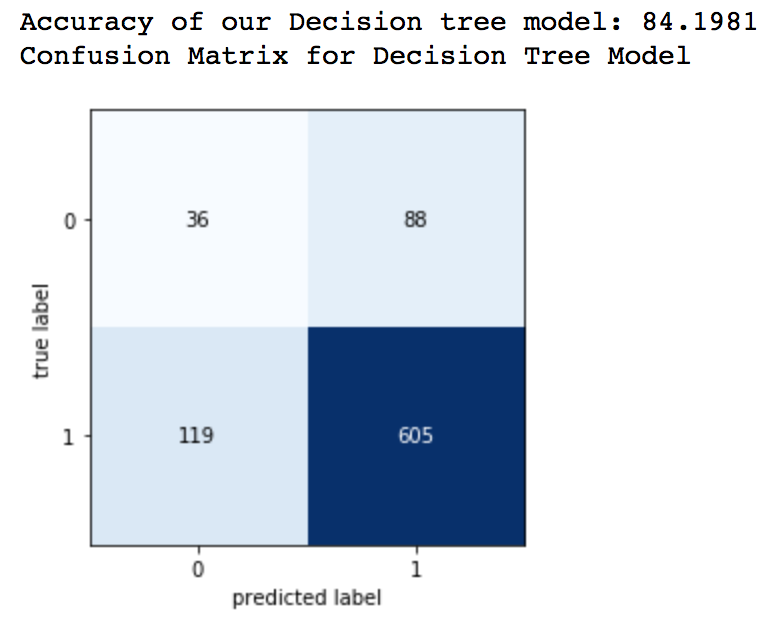 Accuracy of our Decision tree model: 84.1981
Confusion Matrix for Decision Tree Model
0 36 88
true label
1 119 605
0 1
predicted label